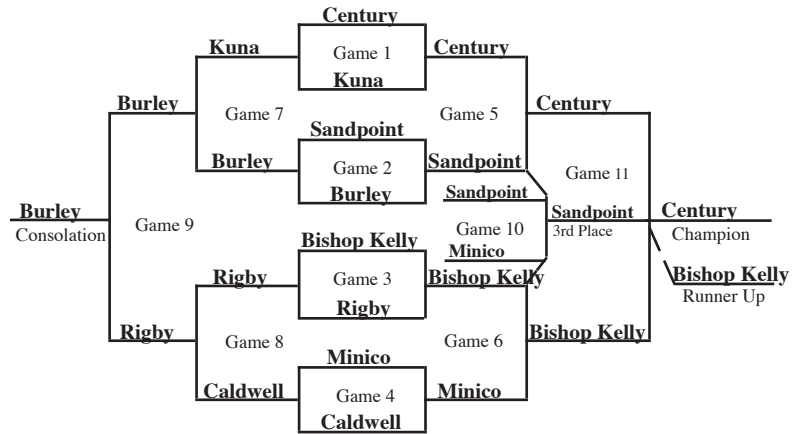 Century
Kuna
Game 1
Century
Kuna
Burley
Game 7
Game 5
Century
Sandpoint
Burley
Game 2
Sandpoint
Burley
Game 11
Sandpoint
Burley
Sandpoint
Century
Consolation
Game 9
Game 10
3rd Place
Champion
Minico
Bishop Kelly
Rigby
Game 3
Bishop Kelly
Bishop Kelly
Rigby
Runner Up
Rigby
Game 8
Game 6
Bishop Kelly
Minico
Caldwell
Game 4
Minico
Caldwell